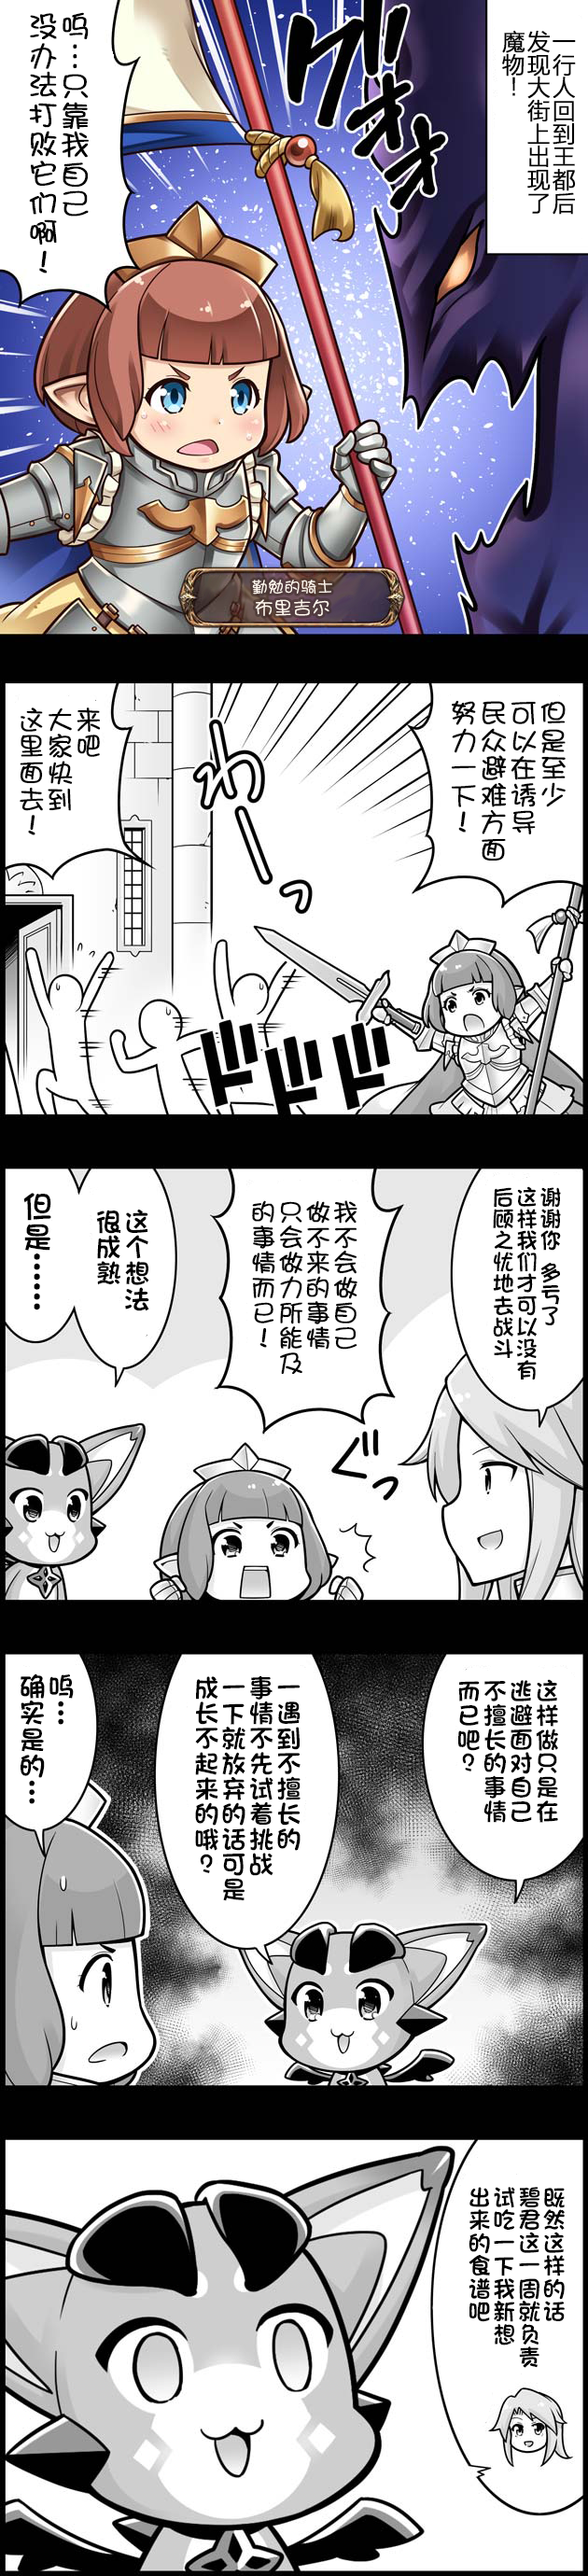 一行人回到王都后
发现大街上出现了
魔物！
グオオオ
呜…只靠我自己
没办法打败它们啊！
勤勉的骑士
布里吉尔
但是至少
可以在诱导
民众避难方面
努力一下！
わーっ
来吧
大家快到
这里面去！
ドドド
谢谢你 多亏了
这样我们才可以没有
后顾之忧地去战斗
ぐっ
我不会做自己
做不来的事情
只会做力所能及
的事情而已！
这个想法
很成熟
但是……
这样做只是在
逃避面对自己
不擅长的事情
而已吧？
一遇到不擅长的
事情不先试着挑战
一下就放弃的话可是
成长不起来的哦？
呜…
确实是的…
既然这样的话
碧君这一周就负责
试吃一下我新想
出来的食谱吧